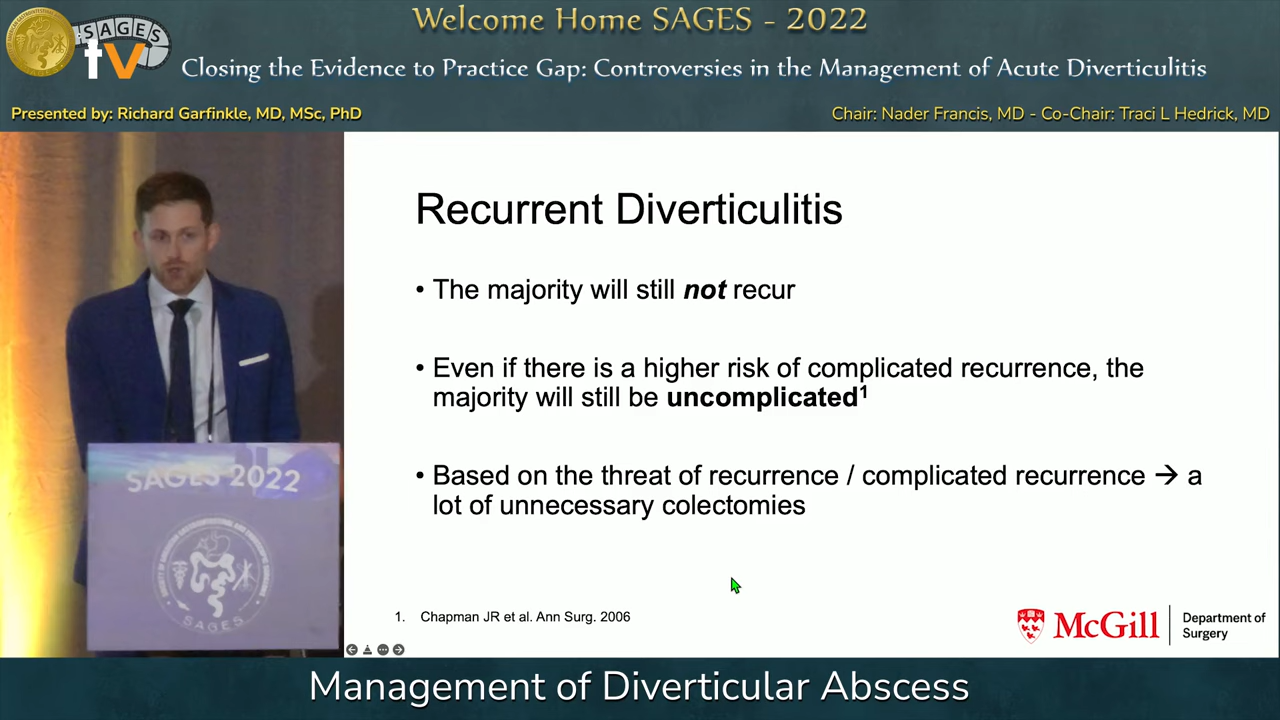 Welcome Home SAGES - 2022
SAGES
tv
Closing the Evidence to Practice Gap: Controversies in the Management of Acute Diverticulitis
Presented by: Richard Garfinkle, MD, MSc, PhD
Chair: Nader Francis, MD - Co-Chair: Traci L Hedrick, MD
Recurrent Diverticulitis
• The majority will still not recur
• Even if there is a higher risk of complicated recurrence, the
majority will still be uncomplicated¹
• Based on the threat of recurrence / complicated recurrence → a
lot of unnecessary colectomies
SAGES 2022
SAGES
1. Chapman JR et al. Ann Surg. 2006
McGill
Department of
Surgery
Management of Diverticular Abscess